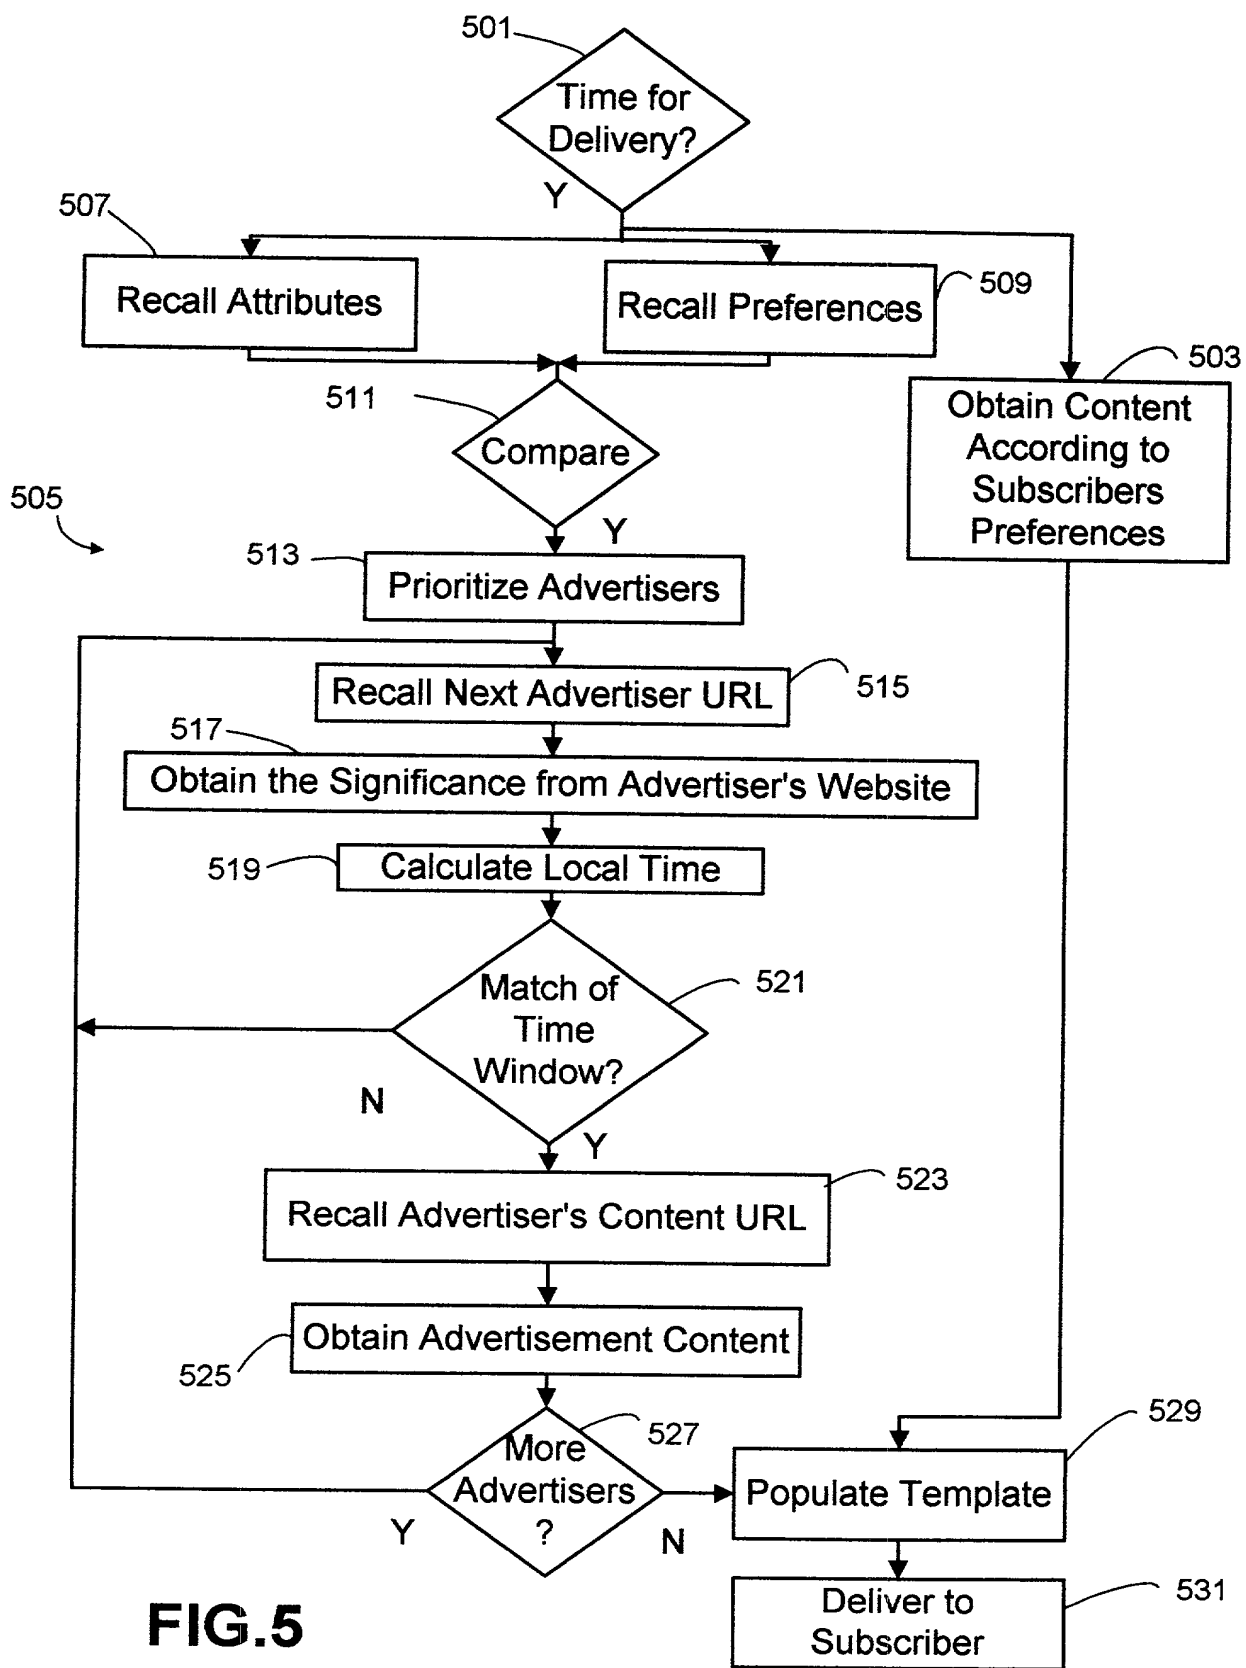 501
Time for
Delivery?
Y
507
Recall Attributes
Recall Preferences
509
503
Obtain Content
According to
Subscribers
Preferences
511
Compare
Y
505
513
Prioritize Advertisers
Recall Next Advertiser URL
515
517
Obtain the Significance from Advertiser's Website
519
Calculate Local Time
Match of
Time
Window?
521
N
Y
Recall Advertiser's Content URL
523
Obtain Advertisement Content
525
More
Advertisers
?
527
Y
N
529
Populate Template
Deliver to
Subscriber
531
FIG.5